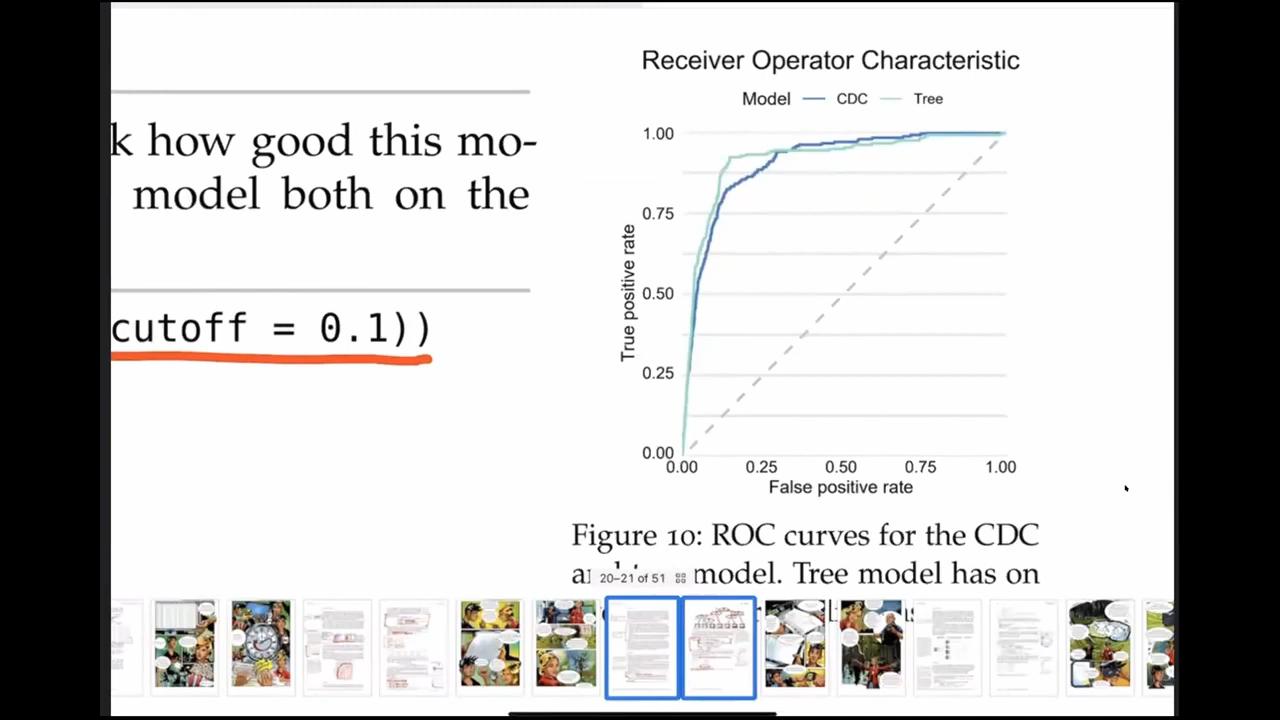 k how good this mo-
model both on the
cutoff = 0.1))
Receiver Operator Characteristic
Model CDC Tree
1.00
0.75
0.50
0.25
0.00
True positive rate
0.00 0.25 0.50 0.75 1.00
False positive rate
Figure 10: ROC curves for the CDC
model. Tree model has on
20–21 of 51